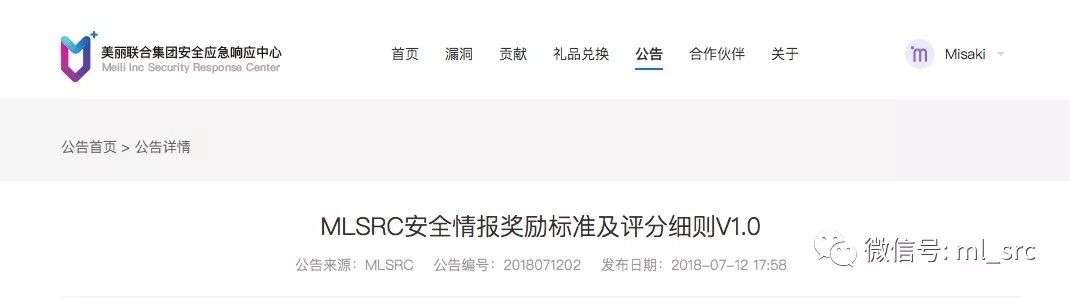 美丽联合集团安全应急响应中心
Meili Inc Security Response Center
首页 漏洞 贡献 礼品兑换 公告 合作伙伴 关于 Misaki
公告首页 > 公告详情
MLSRC安全情报奖励标准及评分细则V1.0
公告来源：MLSRC 公告编号：2018071202 发布日期：2018-07-12 17:58
微信号: ml_src